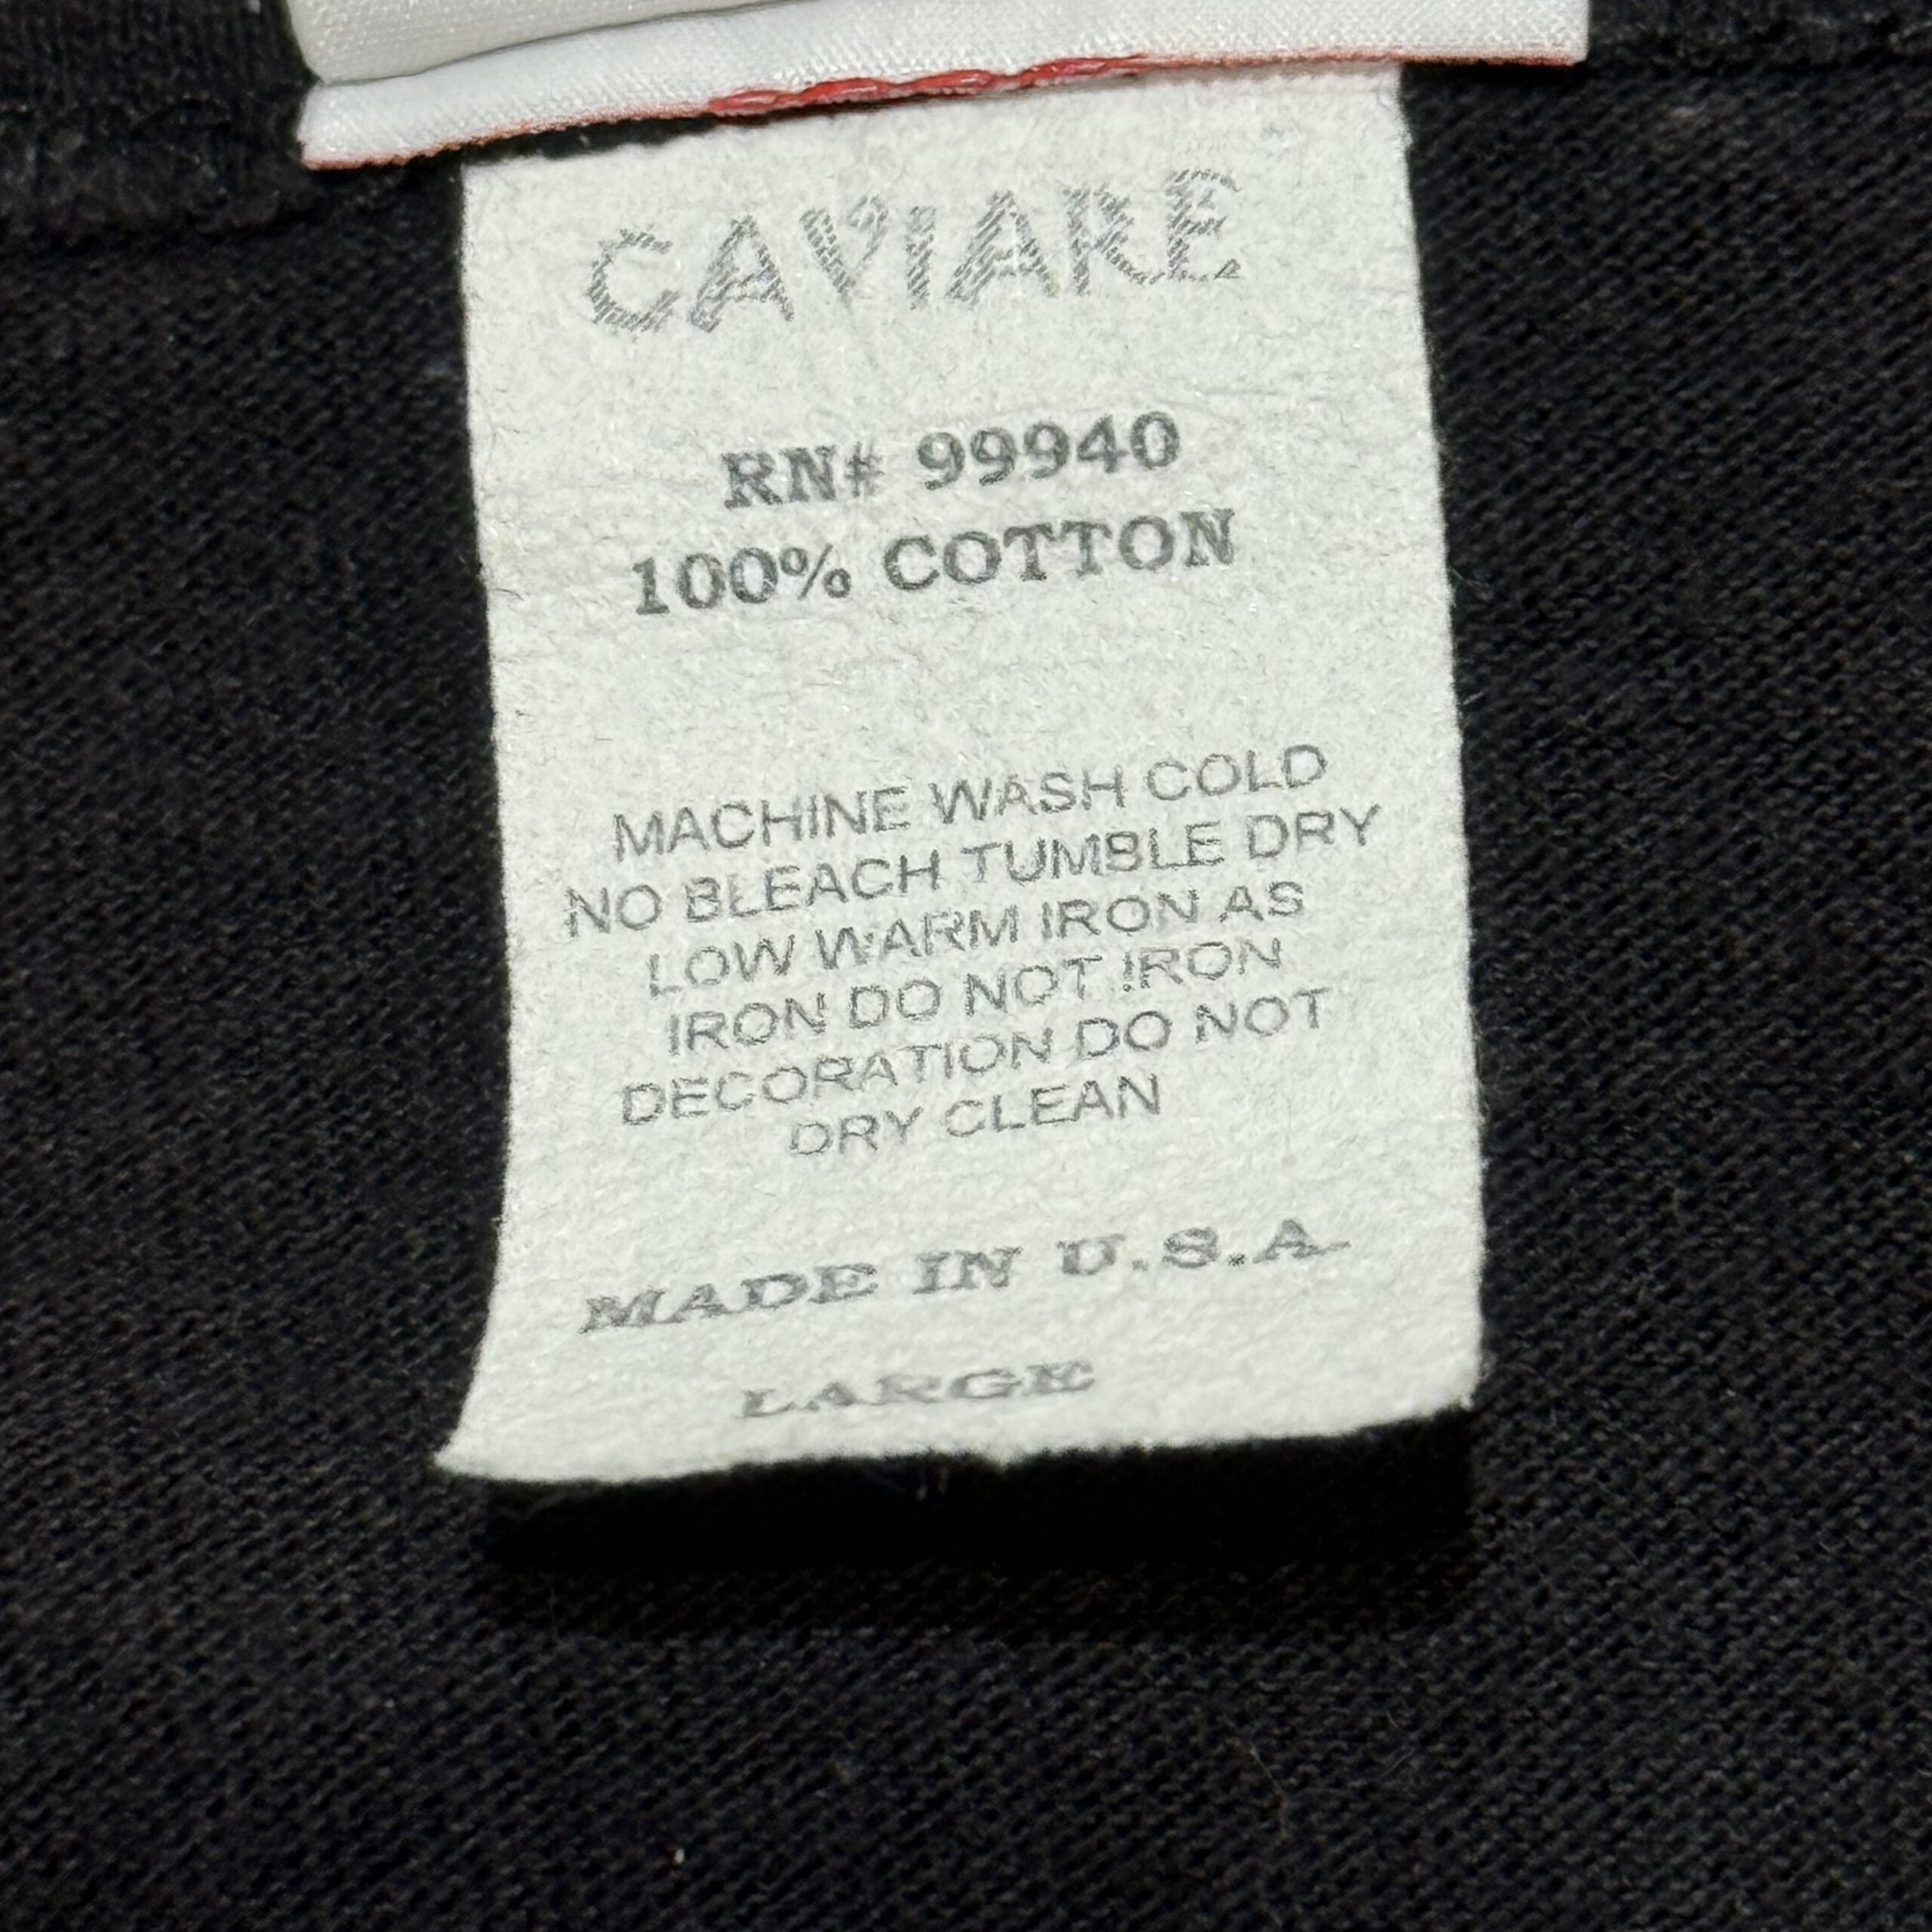 CAVIARE
RN# 99940
100% COTTON
MACHINE WASH COLD
NO BLEACH TUMBLE DRY
LOW WARM IRON AS
IRON DO NOT IRON
DECORATION DO NOT
DRY CLEAN
MADE IN U.S.A
LARGE